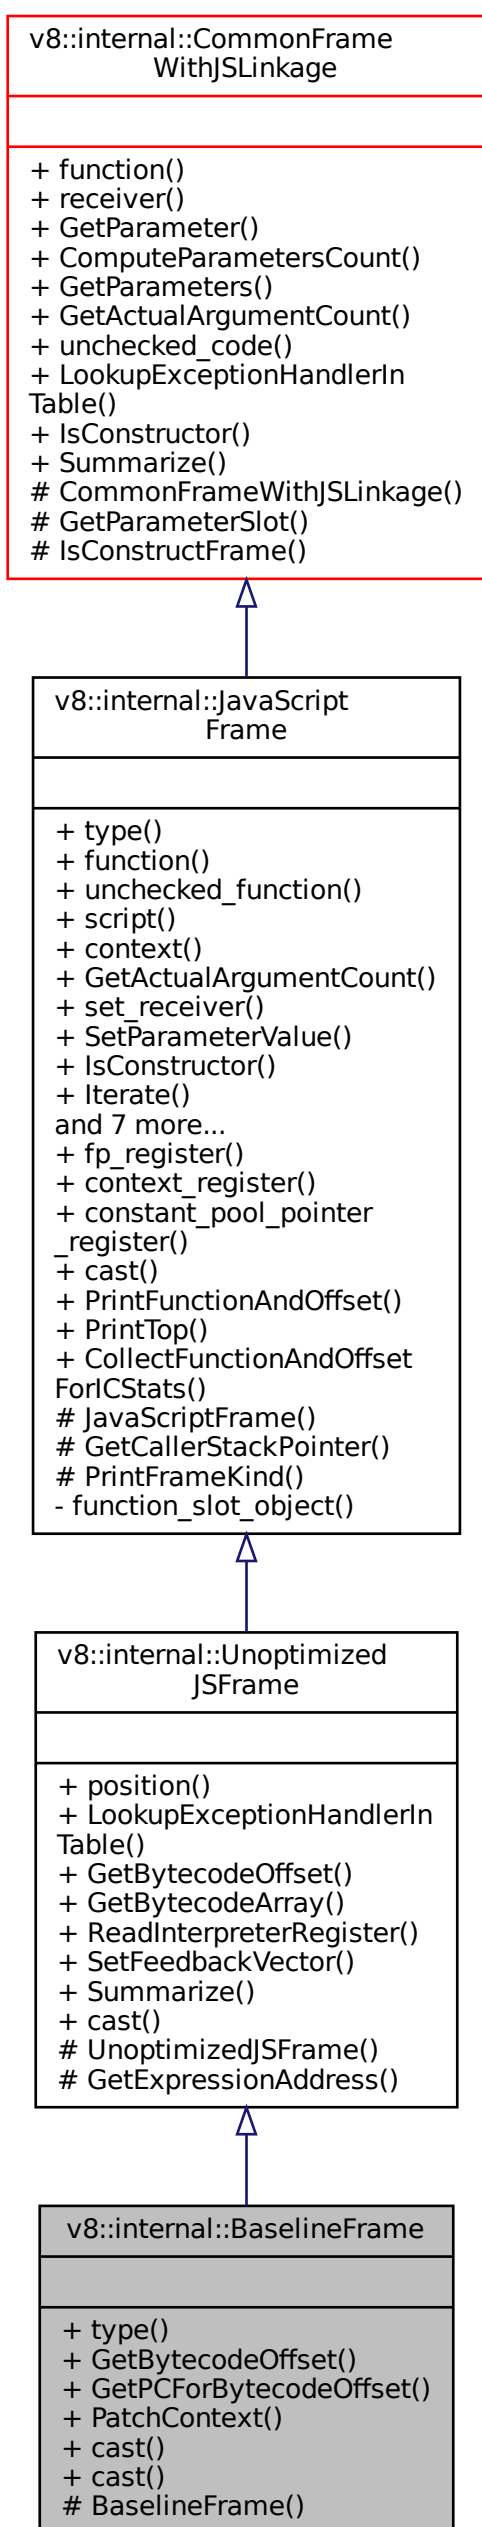 v8::internal::CommonFrame
WithJSLinkage
+ function()
+ receiver()
+ GetParameter()
+ ComputeParametersCount()
+ GetParameters()
+ GetActualArgumentCount()
+ unchecked_code()
+ LookupExceptionHandlerIn
Table()
+ IsConstructor()
+ Summarize()
# CommonFrameWithJSLinkage()
# GetParameterSlot()
# IsConstructFrame()
v8::internal::JavaScript
Frame
+ type()
+ function()
+ unchecked_function()
+ script()
+ context()
+ GetActualArgumentCount()
+ set_receiver()
+ SetParameterValue()
+ IsConstructor()
+ Iterate()
and 7 more...
+ fp_register()
+ context_register()
+ constant_pool_pointer
_register()
+ cast()
+ PrintFunctionAndOffset()
+ PrintTop()
+ CollectFunctionAndOffset
ForICStats()
# JavaScriptFrame()
# GetCallerStackPointer()
# PrintFrameKind()
- function_slot_object()
v8::internal::Unoptimized
JSFrame
+ position()
+ LookupExceptionHandlerIn
Table()
+ GetBytecodeOffset()
+ GetBytecodeArray()
+ ReadInterpreterRegister()
+ SetFeedbackVector()
+ Summarize()
+ cast()
# UnoptimizedJSFrame()
# GetExpressionAddress()
v8::internal::BaselineFrame
+ type()
+ GetBytecodeOffset()
+ GetPCForBytecodeOffset()
+ PatchContext()
+ cast()
+ cast()
# BaselineFrame()